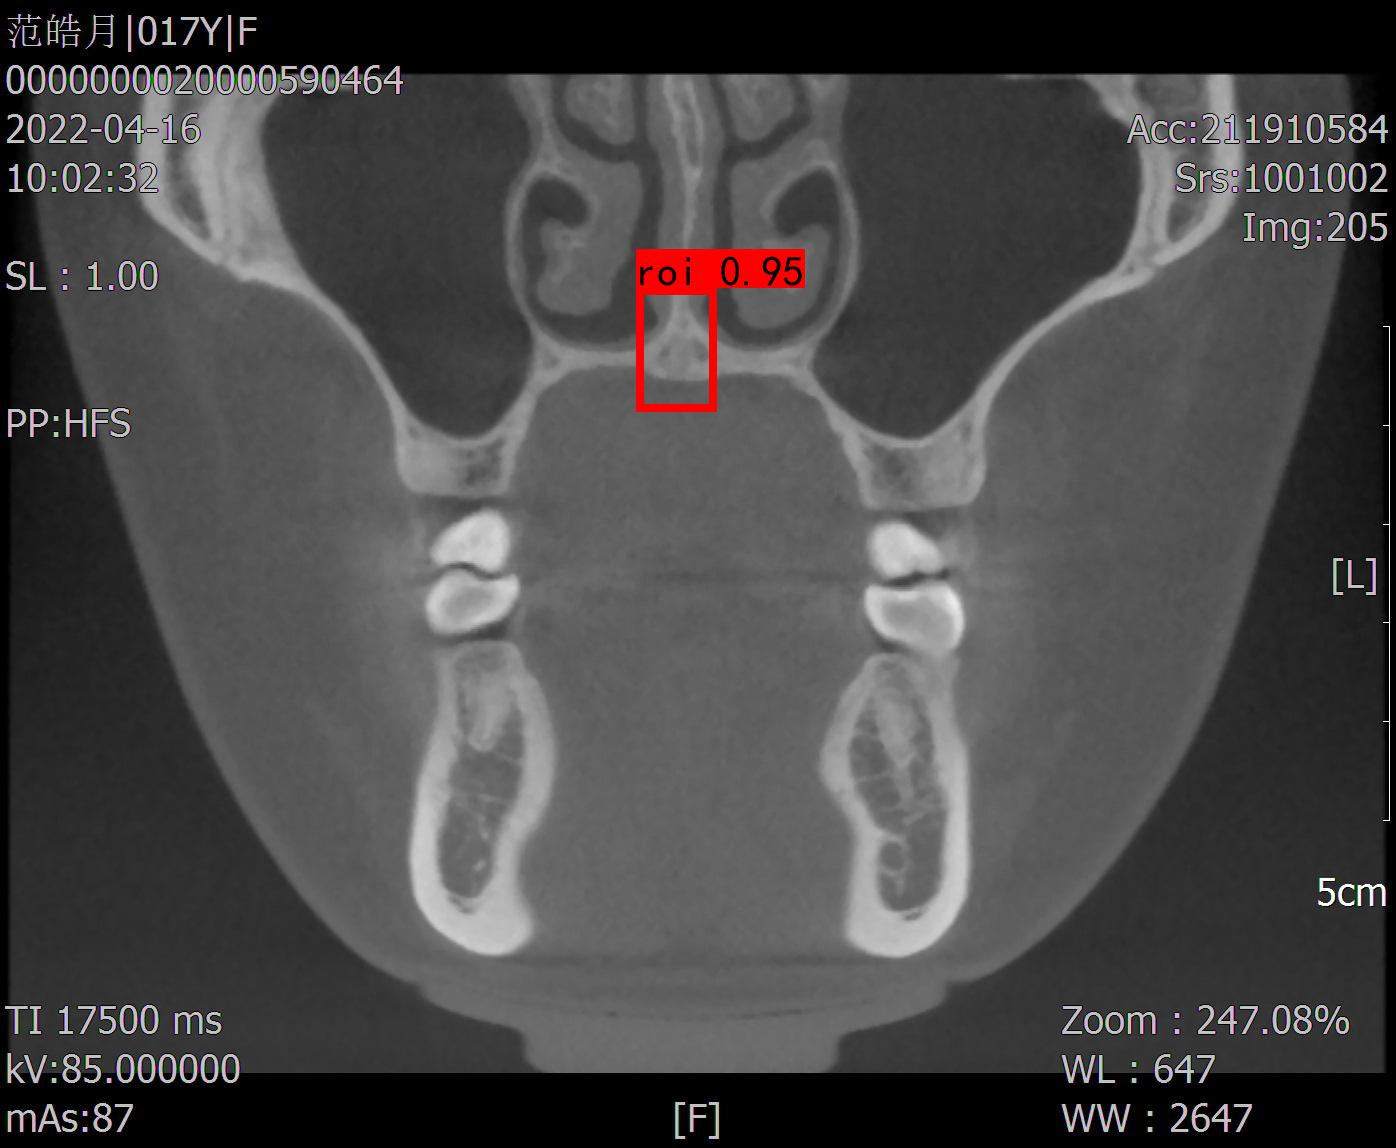 范皓月|017Y|F
0000000020000590464
2022-04-16
Acc:211910584
10:02:32
Srs:1001002
Img:205
SL : 1.00
roi 0.95
PP:HFS
[L]
5cm
TI 17500 ms
Zoom : 247.08%
kV:85.000000
WL : 647
mAs:87
[F]
WW : 2647